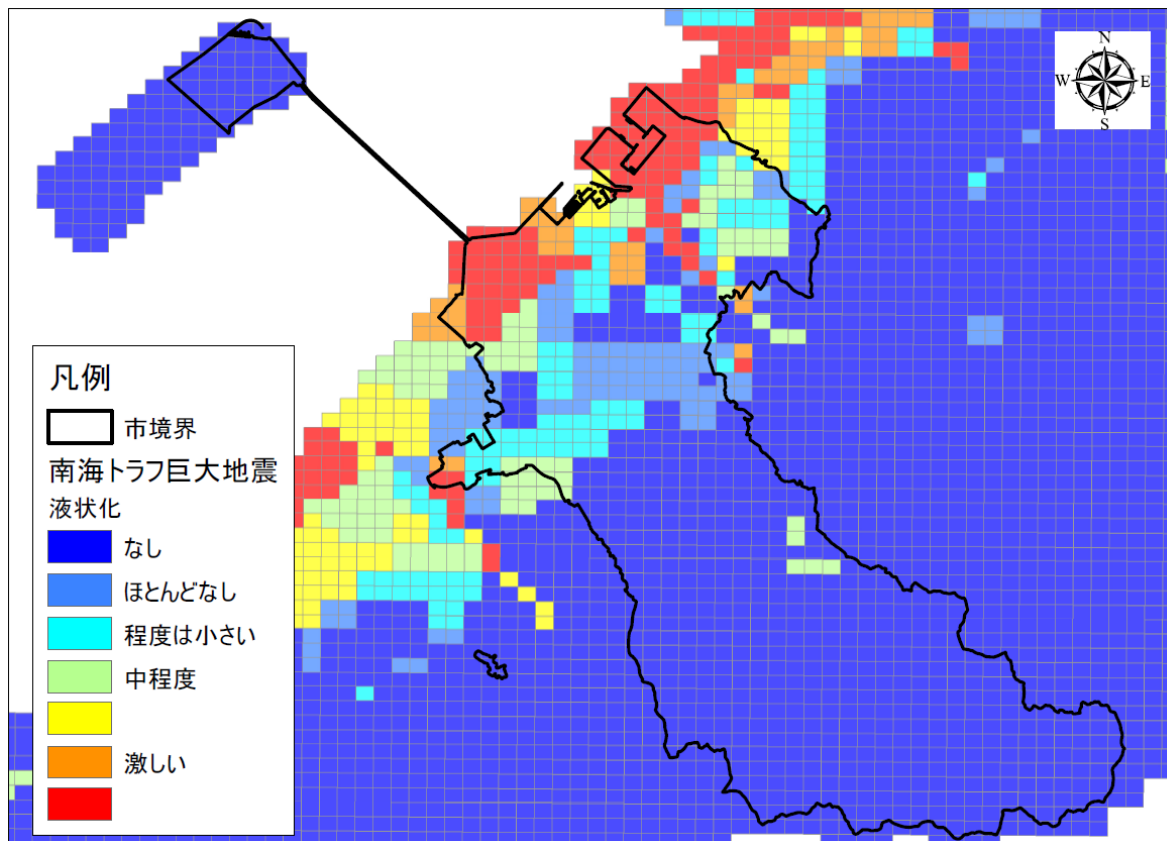 N
W
E
S
凡例
市境界
南海トラフ巨大地震
液状化
なし
ほとんどなし
程度は小さい
中程度
激しい